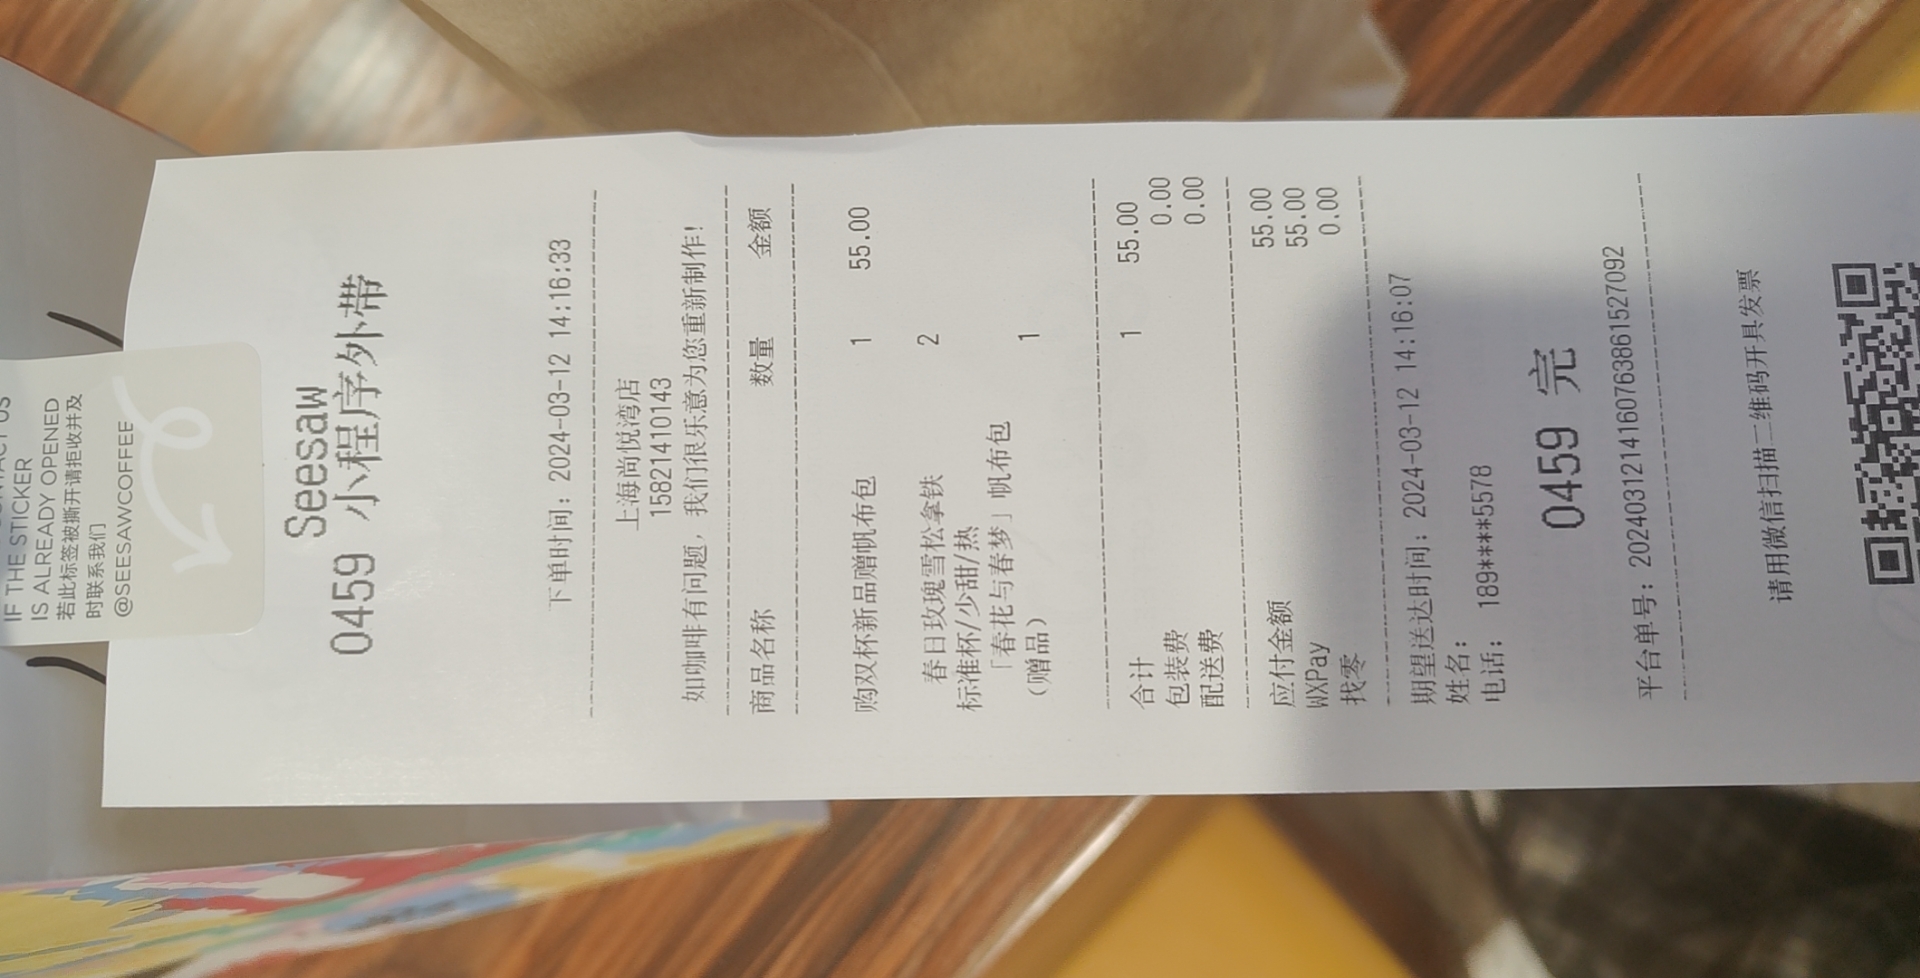 IF THE STICKER
IS ALREADY OPENED
若此标签被撕开请拒收并及
时联系我们
@SEESAWCOFFEE
Seesaw
0459 小程序外带
下单时间: 2024-03-12 14:16:33
上海尚悦湾店
15821410143
如咖啡有问题, 我们很乐意为您重新制作!
商品名称 数量 金额
购双杯新品赠帆布包 1 55.00
春日玫瑰雪松拿铁 2
标准杯/少甜/热
「春花与春梦」帆布包 1
(赠品)
合计 1 55.00
包装费 0.00
配送费 0.00
应付金额 55.00
WXPay 55.00
找零 0.00
期望送达时间: 2024-03-12 14:16:07
姓名:
电话: 189****5578
0459 完
平台单号: 2024031214160763861527092
请用微信扫描二维码开具发票